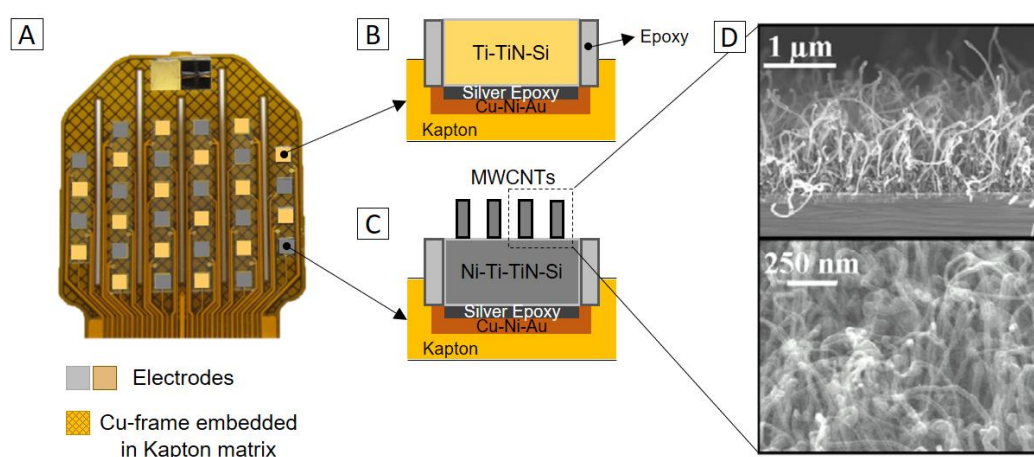 A
Electrodes
Cu-frame embedded
in Kapton matrix
B
Ti-TiN-Si
Epoxy
Silver Epoxy
Cu-Ni-Au
Kapton
MWCNTs
C
Ni-Ti-TiN-Si
Silver Epoxy
Cu-Ni-Au
Kapton
D
1 µm
250 nm